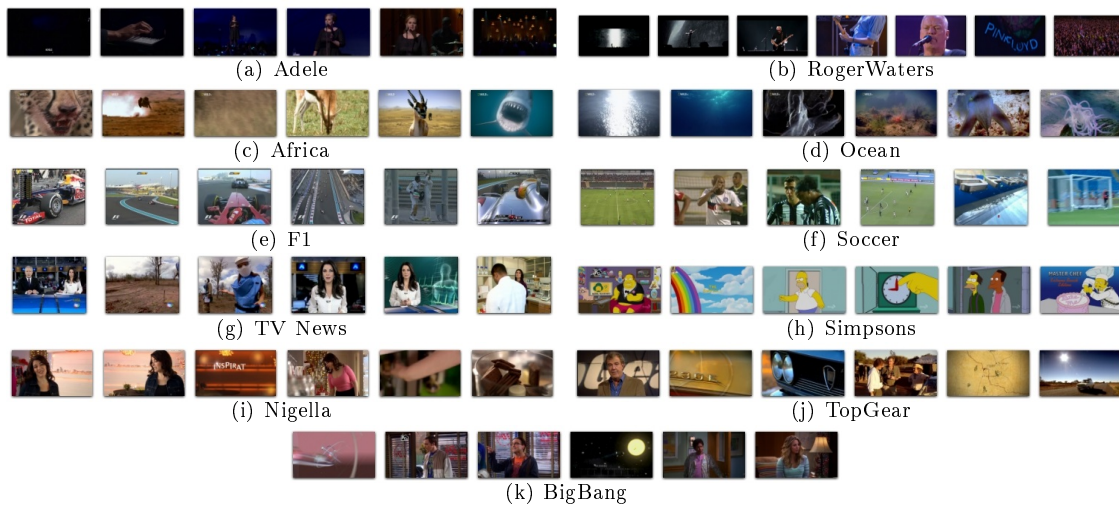 (a) Adele
PINK FLOYD
(b) RogerWaters
(c) Africa
(d) Ocean
(e) F1
(f) Soccer
(g) TV News
(h) Simpsons
INSPIRAT
(i) Nigella
(j) TopGear
(k) BigBang